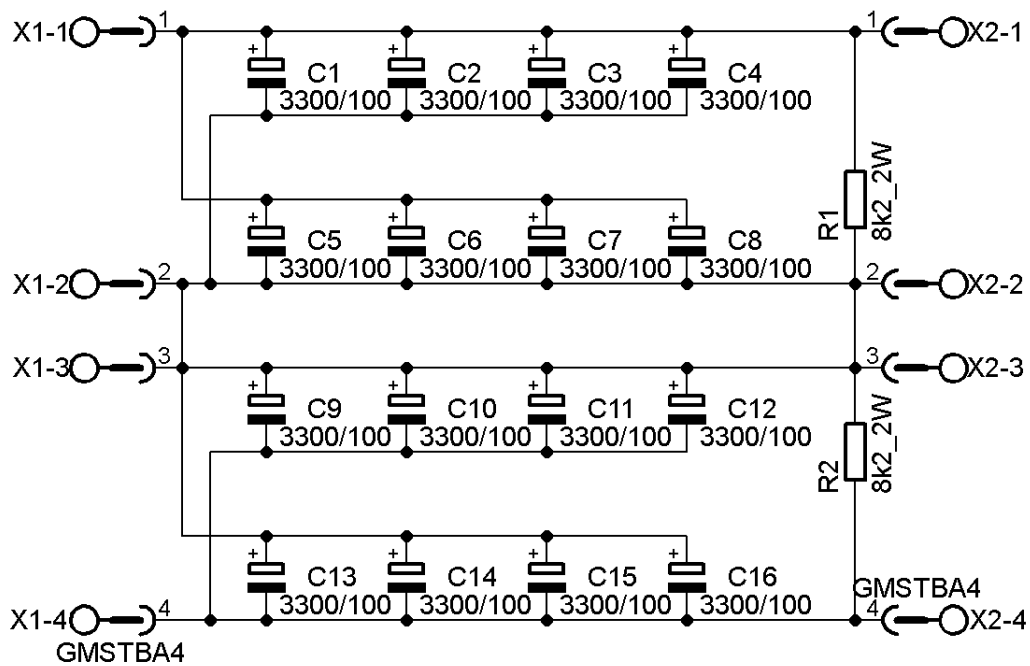 X1-1 1 1 X2-1
+ + + +
C1 C2 C3 C4
3300/100 3300/100 3300/100 3300/100
R1 8k2_2W
+ + + +
C5 C6 C7 C8
3300/100 3300/100 3300/100 3300/100
X1-2 2 2 X2-2
X1-3 3 3 X2-3
+ + + +
C9 C10 C11 C12
3300/100 3300/100 3300/100 3300/100
R2 8k2_2W
+ + + +
C13 C14 C15 C16
3300/100 3300/100 3300/100 3300/100
GMSTBA4
X1-4 4 4 X2-4
GMSTBA4